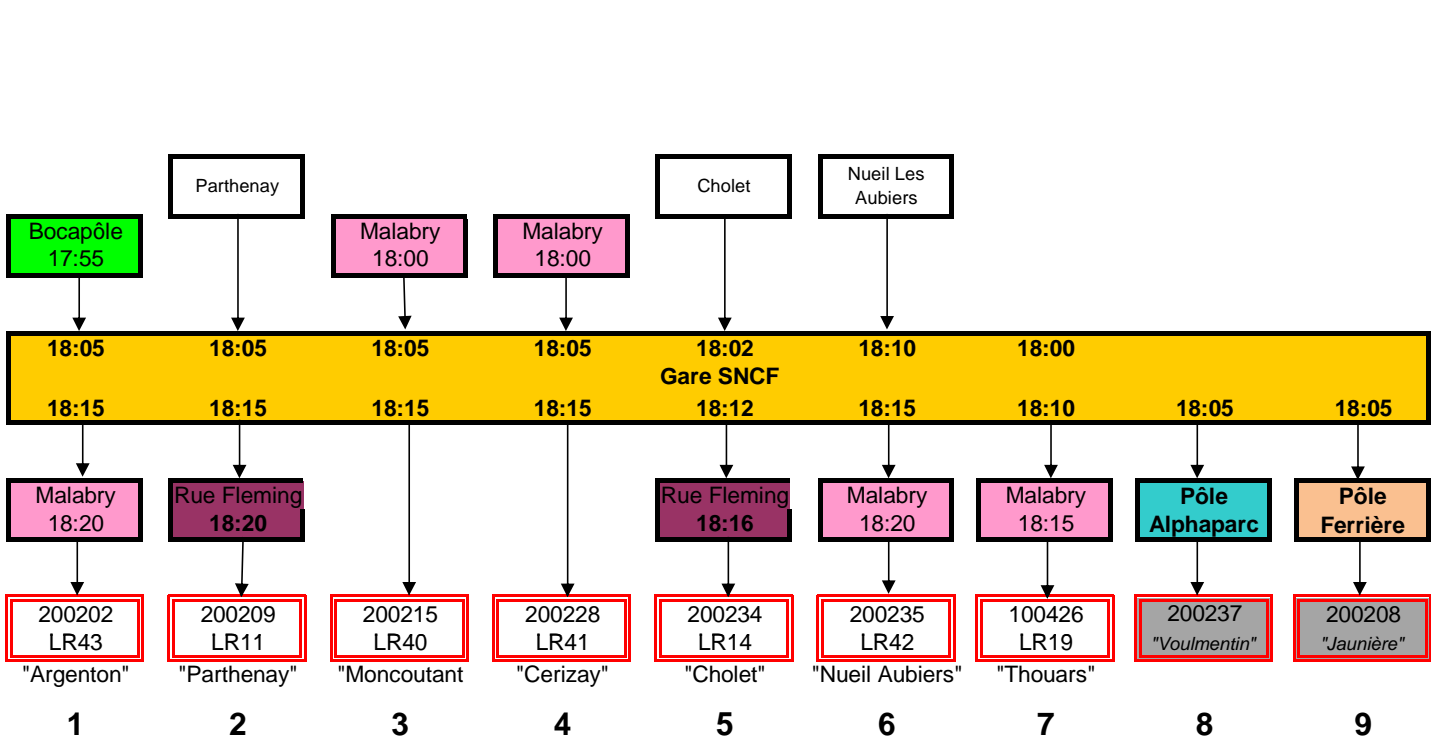 Parthenay
Cholet
Nueil Les
Aubiers
Bocapôle
17:55
Malabry
18:00
Malabry
18:00
18:05 18:05 18:05 18:05 18:02 18:10 18:00
Gare SNCF
18:15 18:15 18:15 18:15 18:12 18:15 18:10 18:05 18:05
Malabry
18:20
Rue Fleming
18:20
Rue Fleming
18:16
Malabry
18:20
Malabry
18:15
Pôle
Alphaparc
Pôle
Ferrière
200202
LR43
200209
LR11
200215
LR40
200228
LR41
200234
LR14
200235
LR42
100426
LR19
200237
"Voulmentin"
200208
"Jaunière"
"Argenton" "Parthenay" "Moncoutant "Cerizay" "Cholet" "Nueil Aubiers" "Thouars"
1 2 3 4 5 6 7 8 9